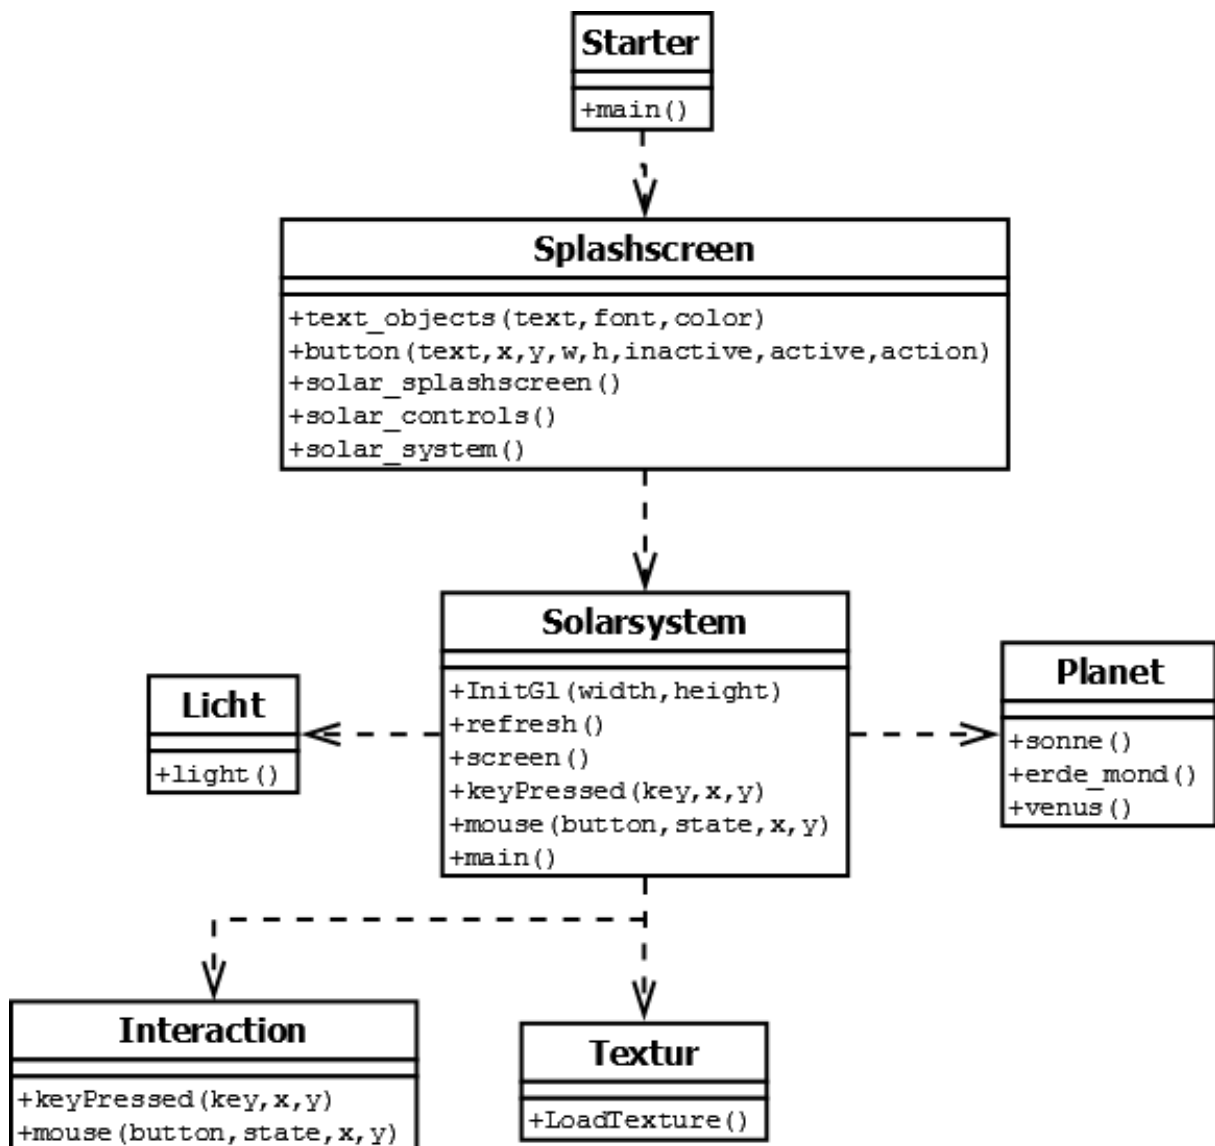 Starter
+main()
Splashscreen
+text_objects(text,font,color)
+button(text,x,y,w,h,inactive,active,action)
+solar_splashscreen()
+solar_controls()
+solar_system()
Solarsystem
+InitGl(width,height)
+refresh()
+screen()
+keyPressed(key,x,y)
+mouse(button,state,x,y)
+main()
Licht
+light()
Planet
+sonne()
+erde_mond()
+venus()
Interaction
+keyPressed(key,x,y)
+mouse(button,state,x,y)
Textur
+LoadTexture()